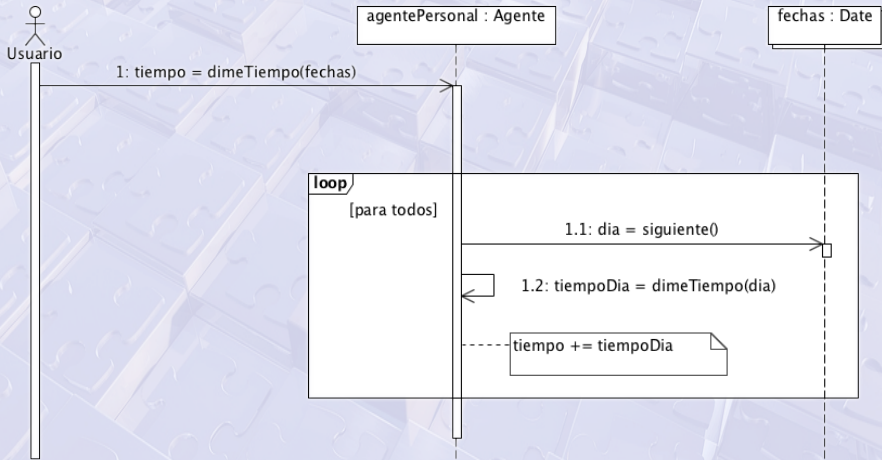 agentePersonal : Agente
fechas : Date
Usuario
1: tiempo = dimeTiempo(fechas)
loop
[para todos]
1.1: dia = siguiente()
1.2: tiempoDia = dimeTiempo(dia)
tiempo += tiempoDia